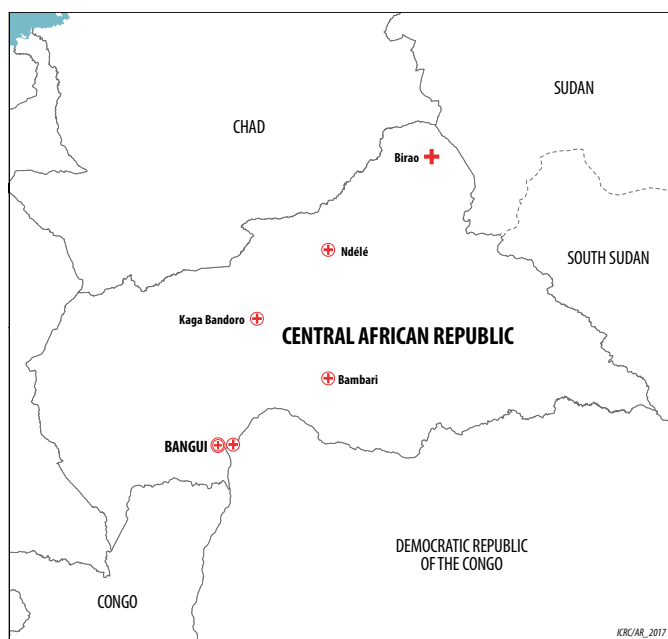 SUDAN
CHAD
Birao
Ndélé
SOUTH SUDAN
Kaga Bandoro
CENTRAL AFRICAN REPUBLIC
Bambari
BANGUI
DEMOCRATIC REPUBLIC
OF THE CONGO
CONGO
ICRC/AR_2017